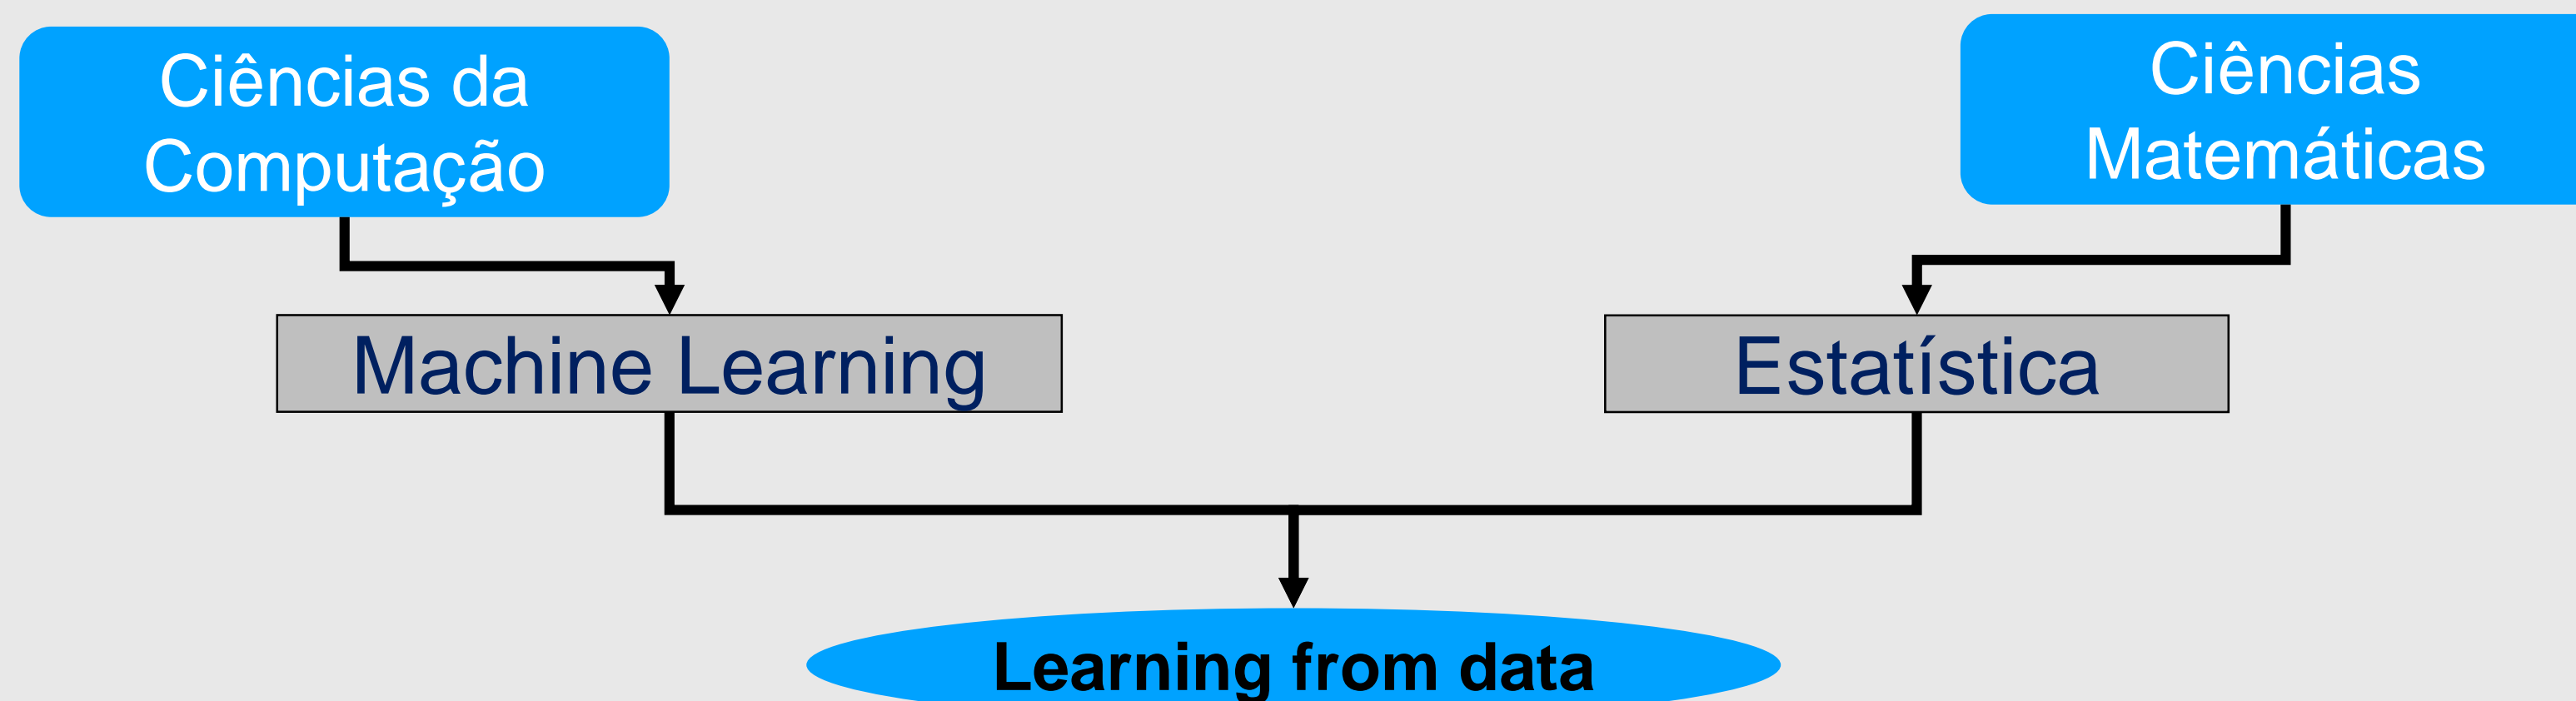 Ciências da
Computação
Ciências
Matemáticas
Machine Learning
Estatística
Learning from data